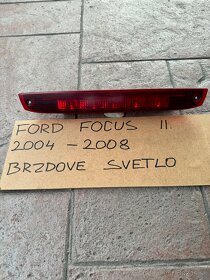 FORD FOCUS II.
2004 - 2008
BRZDOVE SVETLO